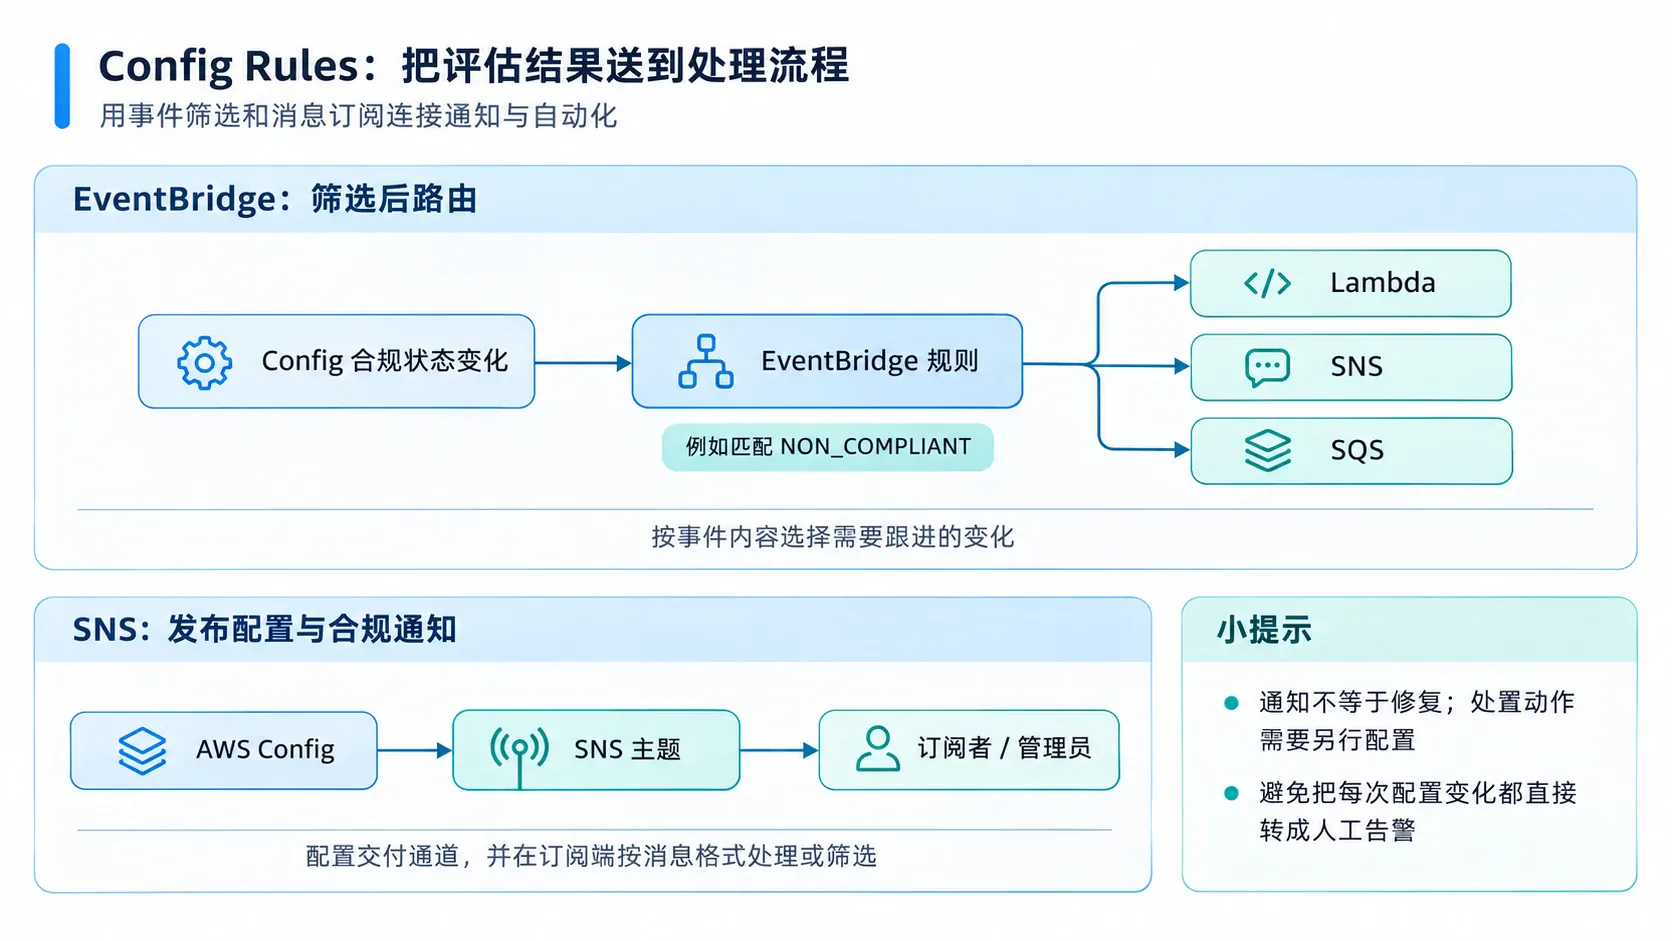 Config Rules：把评估结果送到处理流程
用事件筛选和消息订阅连接通知与自动化
EventBridge：筛选后路由
Config 合规状态变化
EventBridge 规则
例如匹配 NON_COMPLIANT
Lambda
SNS
SQS
按事件内容选择需要跟进的变化
SNS：发布配置与合规通知
AWS Config
SNS 主题
订阅者 / 管理员
配置交付通道，并在订阅端按消息格式处理或筛选
小提示
通知不等于修复；处置动作
需要另行配置
避免把每次配置变化都直接
转成人工告警